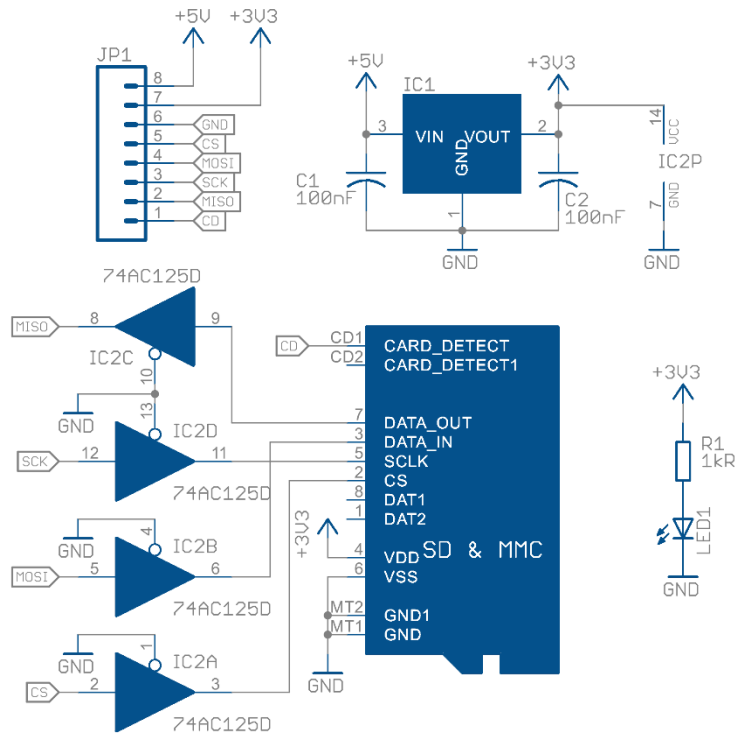 +5V
+3V3
JP1
8
7
6 GND
5 CS
4 MOSI
3 SCK
2 MISO
1 CD
+5V
+3V3
IC1
3 VIN VOUT 2
GND
1
C1
100nF
C2
100nF
GND
14
VCC
IC2P
7
GND
GND
74AC125D
MISO 8 9
IC2C
10
GND
13
IC2D
SCK 12 11
74AC125D
GND
4
IC2B
MOSI 5 6
74AC125D
GND
1
IC2A
CS 2 3
74AC125D
CD CD1 CARD_DETECT
CD2 CARD_DETECT1
7 DATA_OUT
3 DATA_IN
5 SCLK
2 CS
8 DAT1
1 DAT2
+3V3
4 VDD
SD & MMC
6 VSS
MT2 GND1
MT1 GND
GND
+3V3
R1
1kR
LED1
GND